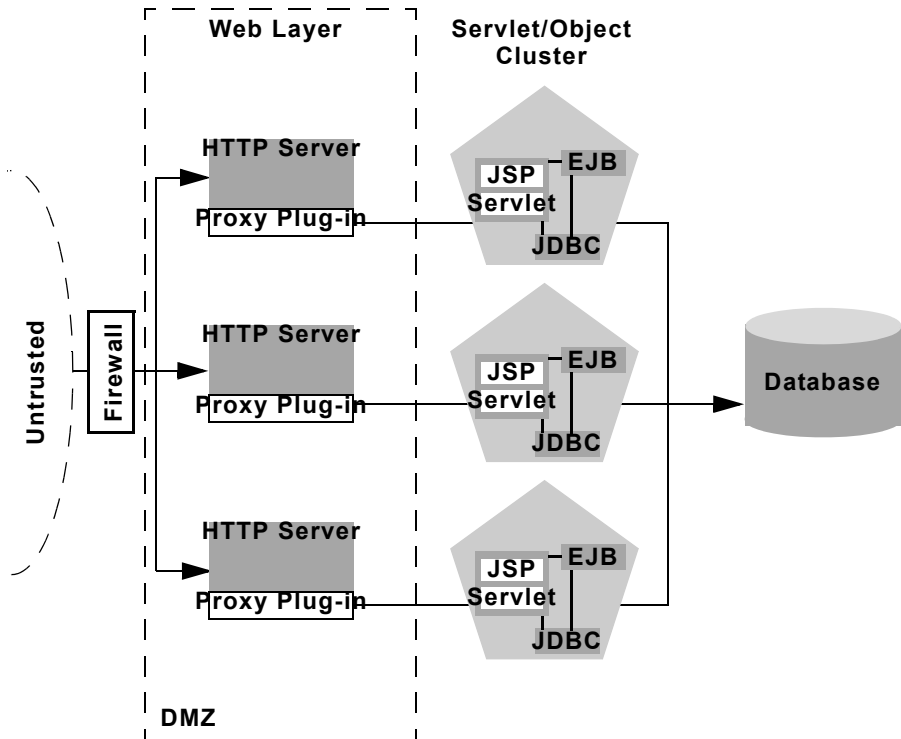 Web Layer
Servlet/Object
Cluster
HTTP Server
Proxy Plug-in
JSP
Servlet
EJB
JDBC
Untrusted
Firewall
HTTP Server
Proxy Plug-in
JSP
Servlet
EJB
JDBC
Database
HTTP Server
Proxy Plug-in
JSP
Servlet
EJB
JDBC
DMZ